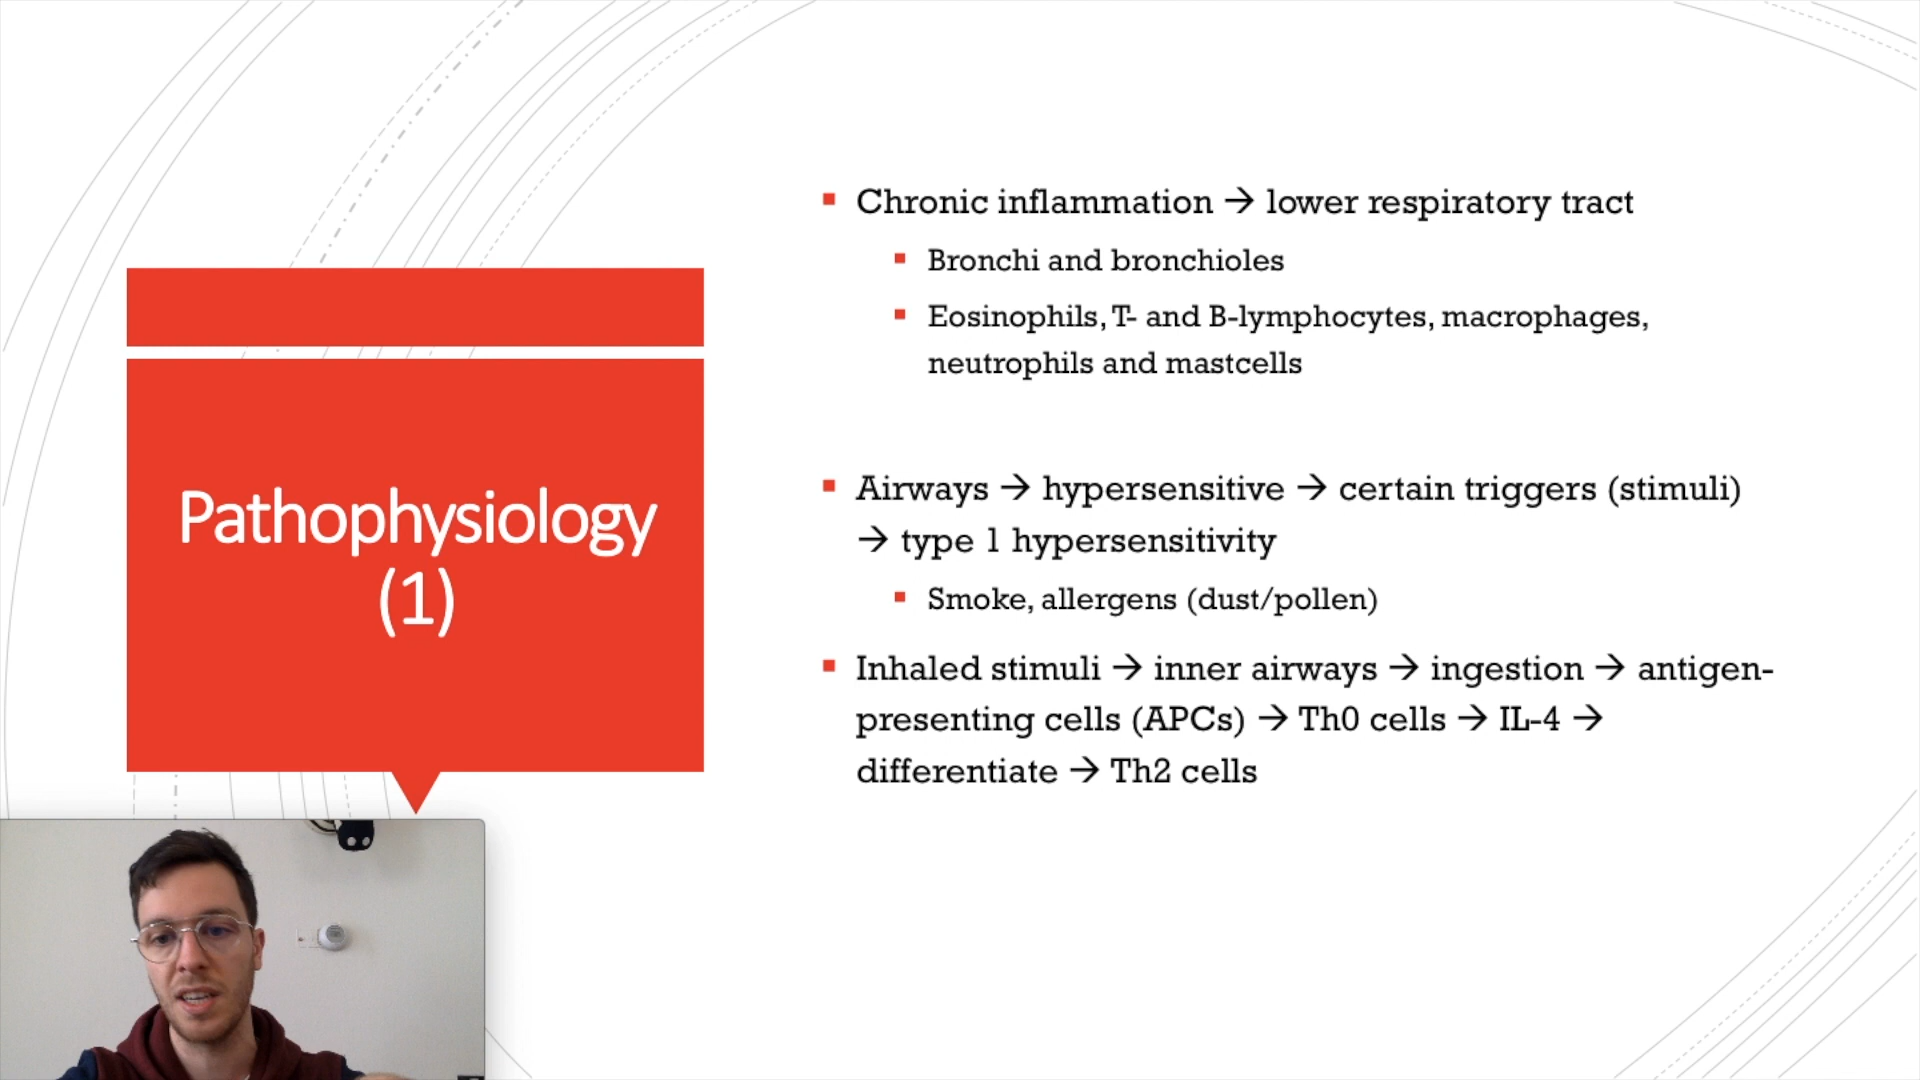 Pathophysiology
(1)
▪ Chronic inflammation → lower respiratory tract
▪ Bronchi and bronchioles
▪ Eosinophils, T- and B-lymphocytes, macrophages,
neutrophils and mastcells
▪ Airways → hypersensitive → certain triggers (stimuli)
→ type 1 hypersensitivity
▪ Smoke, allergens (dust/pollen)
▪ Inhaled stimuli → inner airways → ingestion → antigen-
presenting cells (APCs) → Th0 cells → IL-4 →
differentiate → Th2 cells